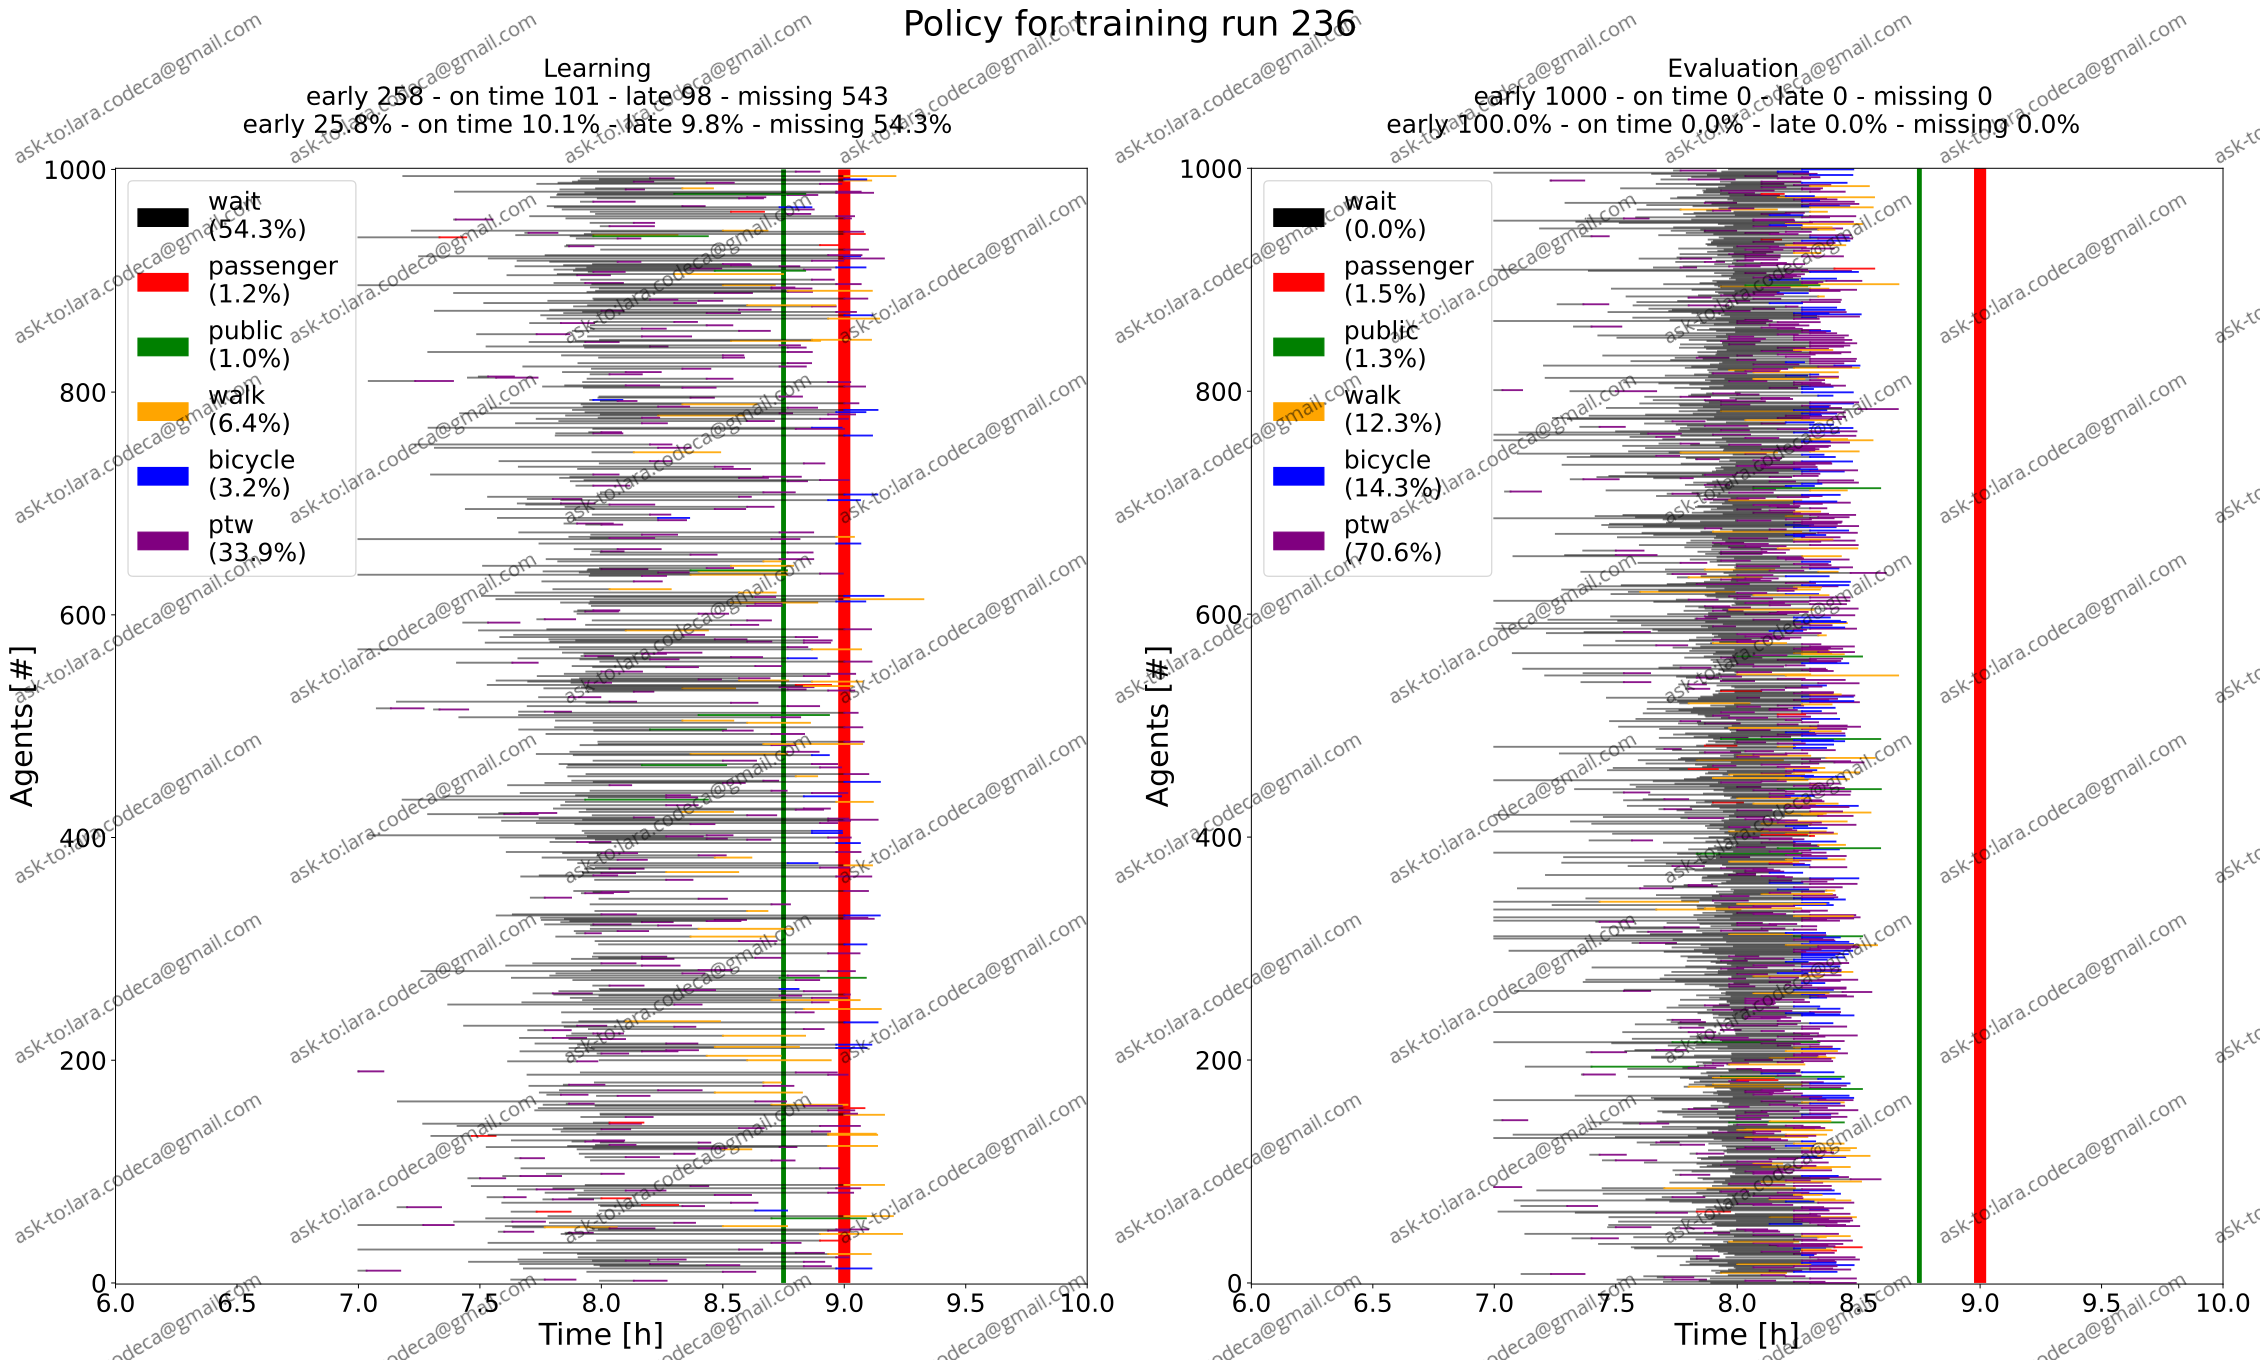 Policy for training run 236
Learning
early 258 - on time 101 - late 98 - missing 543
early 25.8% - on time 10.1% - late 9.8% - missing 54.3%
Agents [#]
1000
800
600
400
200
0
wait
(54.3%)
passenger
(1.2%)
public
(1.0%)
walk
(6.4%)
bicycle
(3.2%)
ptw
(33.9%)
6.0 6.5 7.0 7.5 8.0 8.5 9.0 9.5 10.0
Time [h]
Evaluation
early 1000 - on time 0 - late 0 - missing 0
early 100.0% - on time 0.0% - late 0.0% - missing 0.0%
Agents [#]
1000
800
600
400
200
0
wait
(0.0%)
passenger
(1.5%)
public
(1.3%)
walk
(12.3%)
bicycle
(14.3%)
ptw
(70.6%)
6.0 6.5 7.0 7.5 8.0 8.5 9.0 9.5 10.0
Time [h]
ask-to:lara.codeca@gmail.com